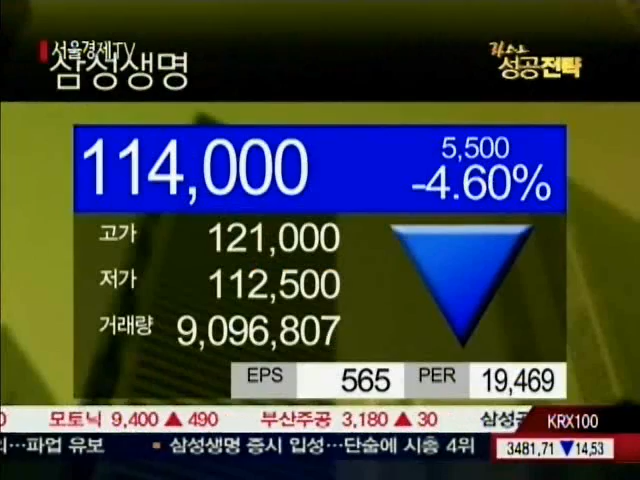 서울경제TV
삼성생명
성공전략
114,000
5,500
-4.60%
고가 121,000
저가 112,500
거래량 9,096,807
EPS 565 PER 19,469
모토닉 9,400 ▲ 490 부산주공 3,180 ▲ 30 삼성 KRX100
…파업 유보 ▪ 삼성생명 증시 입성…단숨에 시총 4위 3481,71 ▼14,53